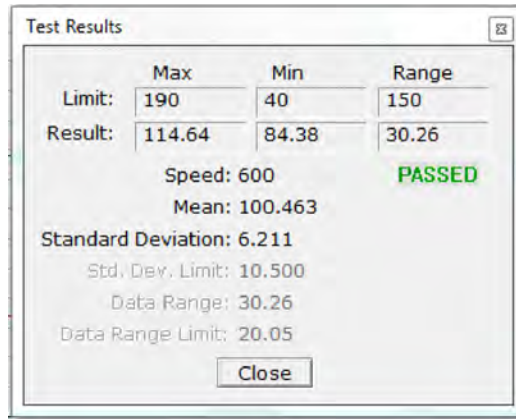 Test Results
Max Min Range
Limit: 190 40 150
Result: 114.64 84.38 30.26
Speed: 600 PASSED
Mean: 100.463
Standard Deviation: 6.211
Std. Dev. Limit: 10.500
Data Range: 30.26
Data Range Limit: 20.05
Close